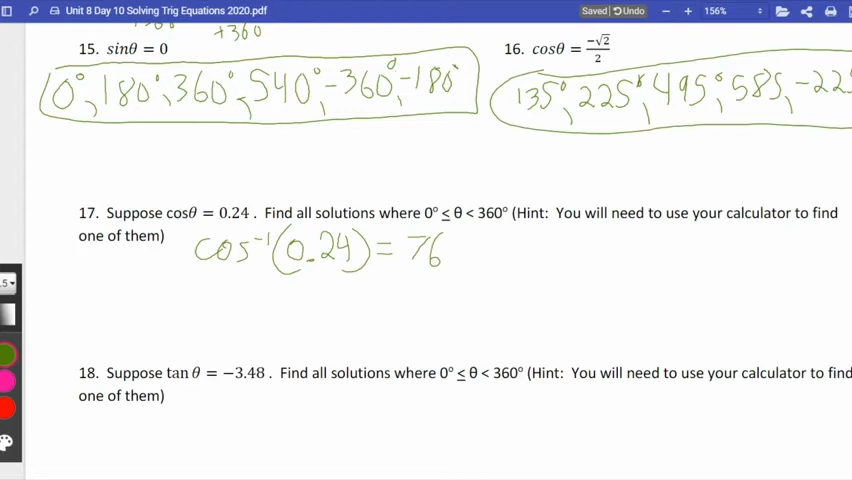 Unit 8 Day 10 Solving Trig Equations 2020.pdf
Saved Undo
156%
+360
15. sinθ = 0
16. cosθ = −√2/2
0°, 180°, 360°, 540°, -360°, -180°
135°, 225°, 495°, 585, -225
17. Suppose cosθ = 0.24 . Find all solutions where 0° ≤ θ < 360° (Hint: You will need to use your calculator to find
one of them)
cos⁻¹(0.24) = 76
.5
18. Suppose tan θ = −3.48 . Find all solutions where 0° ≤ θ < 360° (Hint: You will need to use your calculator to find
one of them)